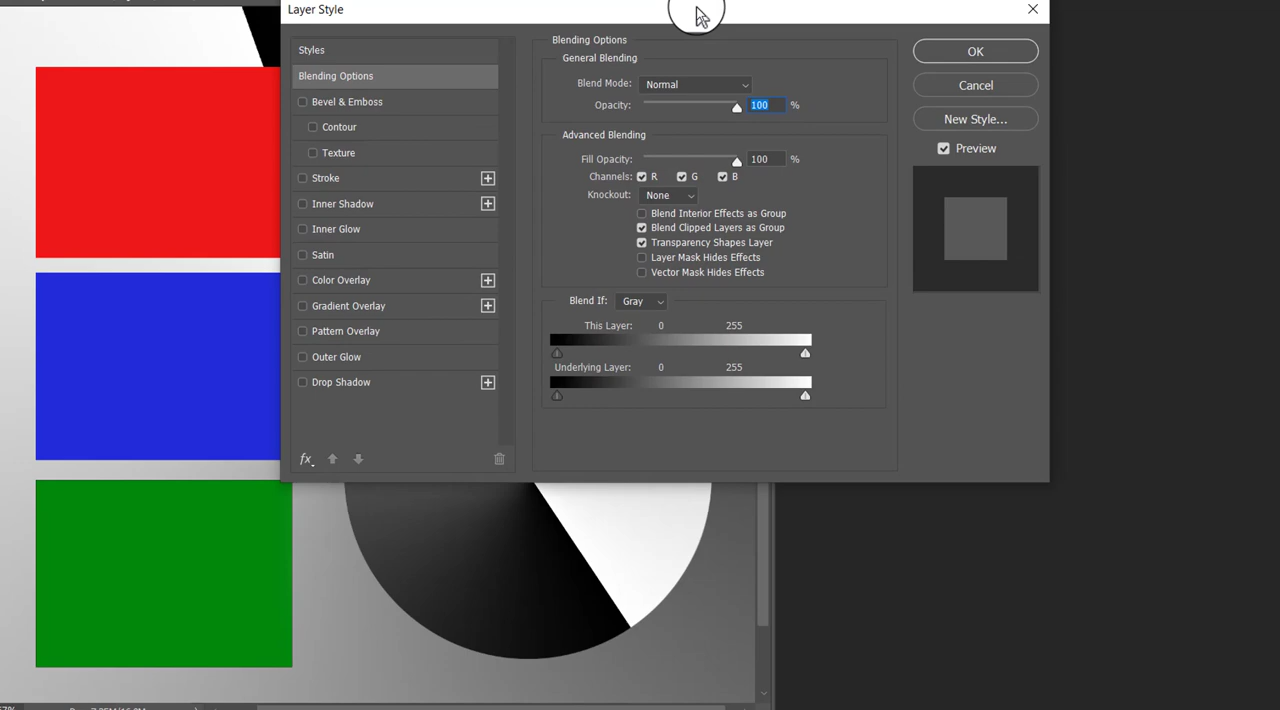 Layer Style
Styles
Blending Options
Bevel & Emboss
Contour
Texture
Stroke
Inner Shadow
Inner Glow
Satin
Color Overlay
Gradient Overlay
Pattern Overlay
Outer Glow
Drop Shadow
fx
Blending Options
General Blending
Blend Mode: Normal
Opacity: 100 %
Advanced Blending
Fill Opacity: 100 %
Channels: R G B
Knockout: None
Blend Interior Effects as Group
Blend Clipped Layers as Group
Transparency Shapes Layer
Layer Mask Hides Effects
Vector Mask Hides Effects
Blend If: Gray
This Layer: 0 255
Underlying Layer: 0 255
OK
Cancel
New Style...
Preview